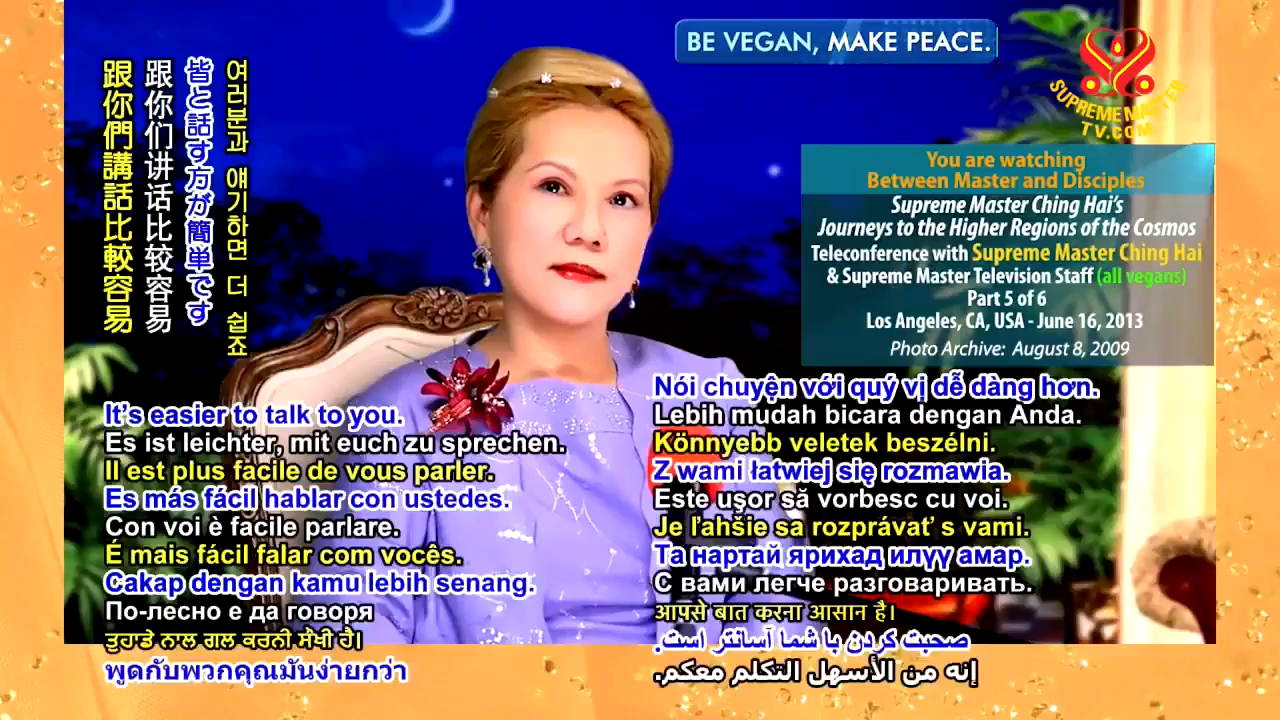 BE VEGAN, MAKE PEACE.
SUPREME MASTER
TV.COM
You are watching
Between Master and Disciples
Supreme Master Ching Hai's
Journeys to the Higher Regions of the Cosmos
Teleconference with Supreme Master Ching Hai
& Supreme Master Television Staff (all vegans)
Part 5 of 6
Los Angeles, CA, USA - June 16, 2013
Photo Archive: August 8, 2009
여러분과 얘기하면 더 쉽죠
皆と話す方が簡単です
跟你们讲话比较容易
跟你們講話比較容易
It's easier to talk to you.
Es ist leichter, mit euch zu sprechen.
Il est plus facile de vous parler.
Es más fácil hablar con ustedes.
Con voi è facile parlare.
É mais fácil falar com vocês.
Cakap dengan kamu lebih senang.
По-лесно е да говоря
ਤੁਹਾਡੇ ਨਾਲ ਗਲ ਕਰਨੀ ਸੌਖੀ ਹੈ।
พูดกับพวกคุณมันง่ายกว่า
Nói chuyện với quý vị dễ dàng hơn.
Lebih mudah bicara dengan Anda.
Könnyebb veletek beszélni.
Z wami łatwiej się rozmawia.
Este uşor să vorbesc cu voi.
Je ľahšie sa rozprávať s vami.
Та нартай ярихад илүү амар.
С вами легче разговаривать.
आपसे बात करना आसान है।
صحبت کردن با شما آسانتر است.
إنه من الأسهل التكلم معكم.